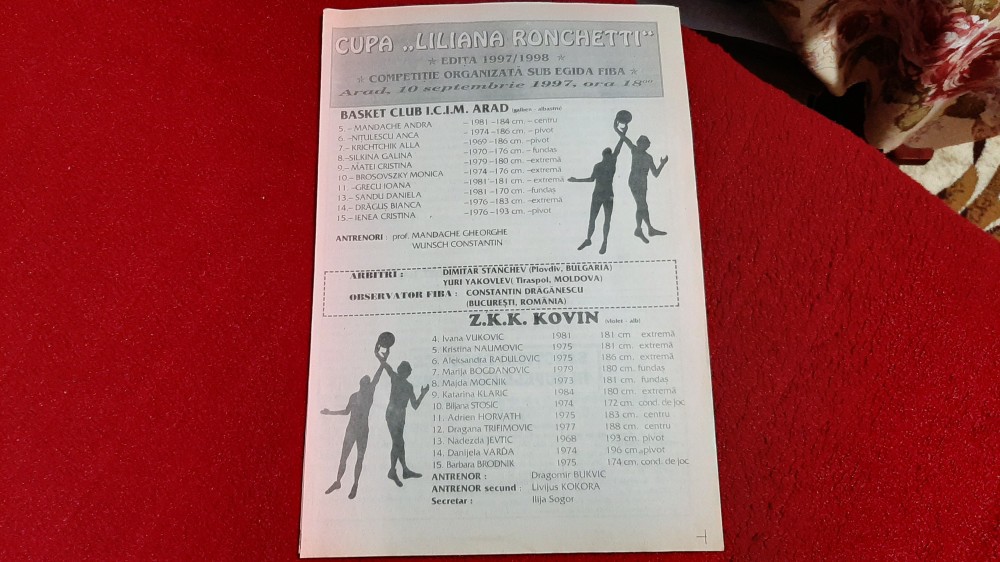 CUPA „LILIANA RONCHETTI"
★ EDIȚA 1997/1998 ★
★ COMPETIȚIE ORGANIZATĂ SUB EGIDA FIBA ★
Arad, 10 septembrie 1997, ora 18⁰⁰
BASKET CLUB I.C.I.M. ARAD (galben - albastru)
5. – MANDACHE ANDRA – 1981 –184 cm. – centru
6. –NIȚULESCU ANCA – 1974 –186 cm. –pivot
7. – KRICHTCHIK ALLA – 1969 –186 cm. –pivot
8.–SILKINA GALINA –1970 –176 cm. – fundaș
9. – MATEI CRISTINA –1979 –180 cm. –extremă
10.– BROSOVSZKY MONICA –1974 –176 cm. –extremă
11. –GRECU IOANA –1981 –181 cm. – extremă
13.– SANDU DANIELA –1981 –170 cm. –fundaș
14.– DRĂGUȘ BIANCA –1976 –183 cm. –extremă
15.– IENEA CRISTINA –1976 –193 cm. –pivot
ANTRENORI : prof. MANDACHE GHEORGHE
WUNSCH CONSTANTIN
ARBITRI : DIMITAR STANCHEV (Plovdiv, BULGARIA)
YURI YAKOVLEV( Tiraspol, MOLDOVA)
OBSERVATOR FIBA : CONSTANTIN DRĂGĂNESCU
(BUCUREȘTI, ROMÂNIA)
Z.K.K. KOVIN (violet - alb)
4. Ivana VUKOVIC 1981 181 cm. extremă
5. Kristina NAUMOVIC 1975 181 cm. extremă
6. Aleksandra RADULOVIC 1975 186 cm. extremă
7. Marija BOGDANOVIC 1979 180 cm. fundaș
8. Majda MOCNIK 1973 181 cm. fundaș
9. Katarina KLARIC 1984 180 cm. extremă
10. Biljana STOSIC 1974 172 cm. cond. de joc
11. Adrien HORVATH 1975 183 cm. centru
12. Dragana TRIFIMOVIC 1977 188 cm. centru
13. Nadezda JEVTIC 1968 193 cm. pivot
14. Danijela VARDA 1974 196 cm. pivot
15. Barbara BRODNIK 1975 174 cm. cond. de joc
ANTRENOR : Dragomir BUKVIC
ANTRENOR secund : Livijus KOKORA
Secretar : Ilija Sogor